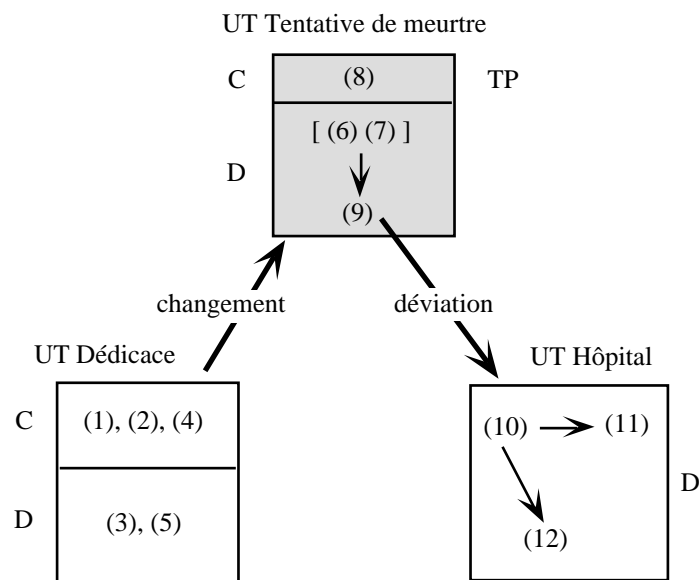 UT Tentative de meurtre
C (8) TP
[ (6) (7) ]
D
(9)
changement déviation
UT Dédicace UT Hôpital
C (1), (2), (4) (10) (11)
D
D (3), (5)
(12)